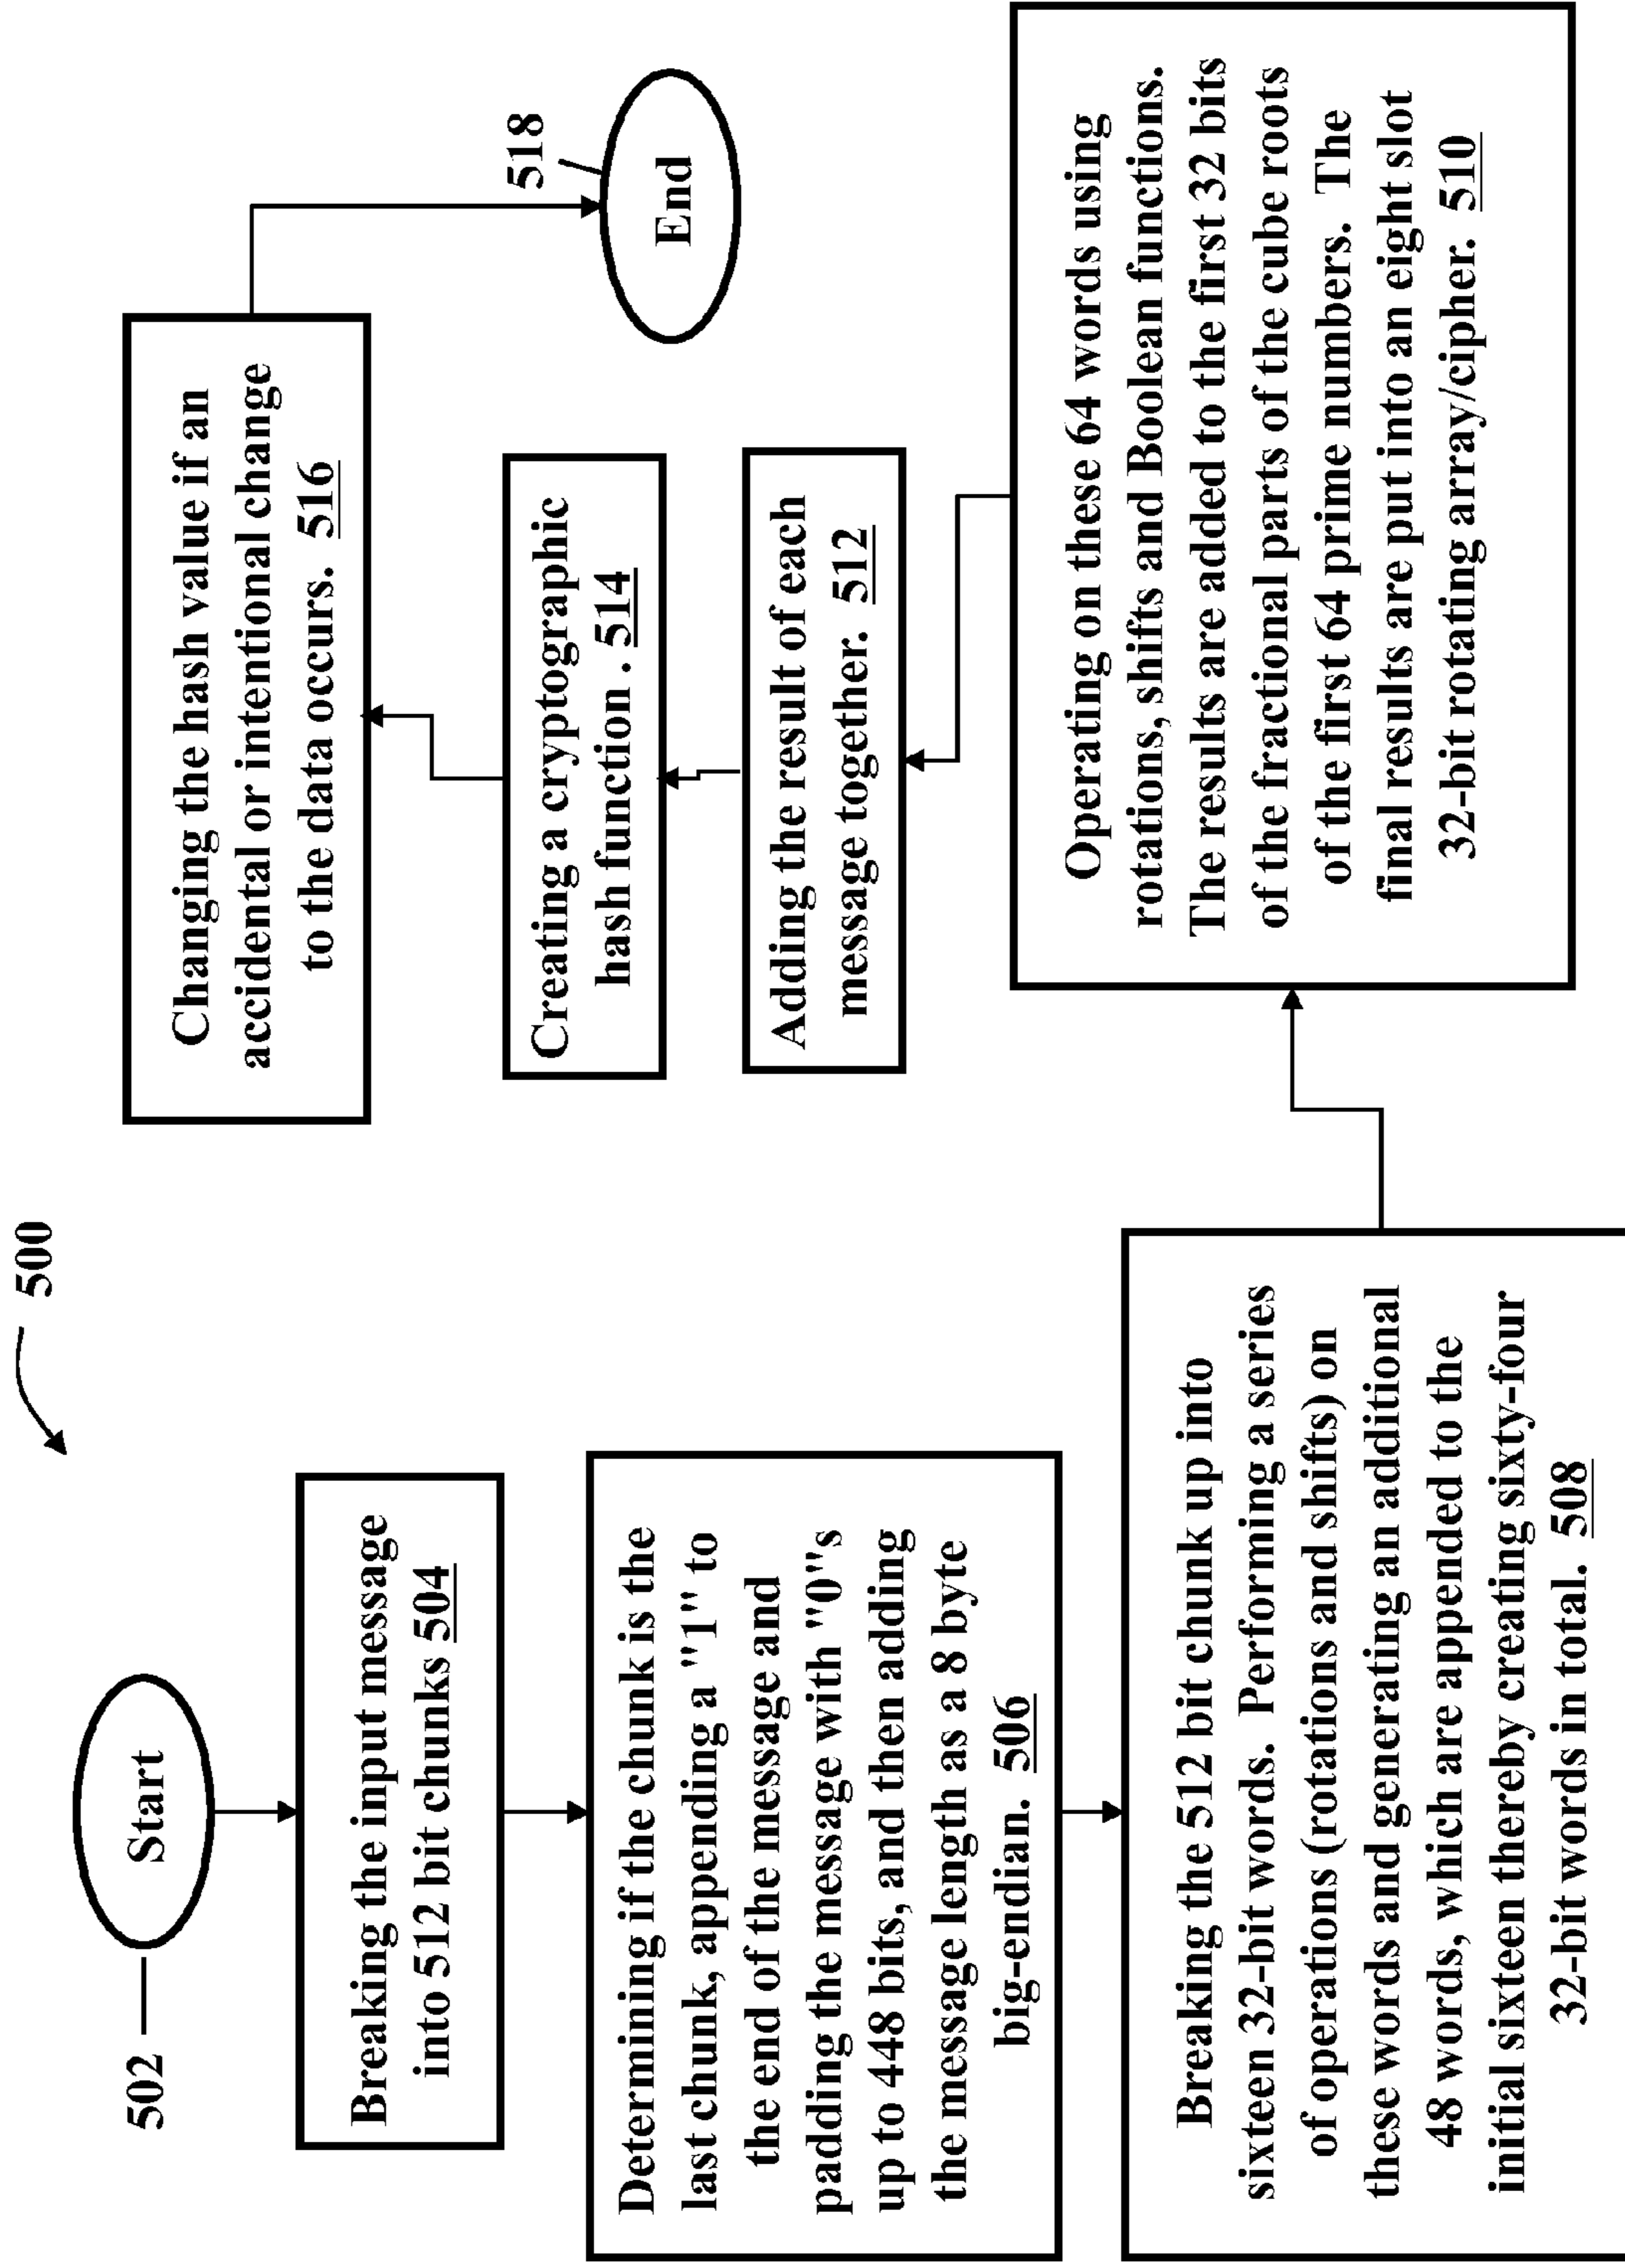 500
502
Start
Breaking the input message
into 512 bit chunks 504
Determining if the chunk is the
last chunk, appending a "1" to
the end of the message and
padding the message with "0"s
up to 448 bits, and then adding
the message length as a 8 byte
big-endian. 506
Breaking the 512 bit chunk up into
sixteen 32-bit words. Performing a series
of operations (rotations and shifts) on
these words and generating an additional
48 words, which are appended to the
initial sixteen thereby creating sixty-four
32-bit words in total. 508
Operating on these 64 words using
rotations, shifts and Boolean functions.
The results are added to the first 32 bits
of the fractional parts of the cube roots
of the first 64 prime numbers. The
final results are put into an eight slot
32-bit rotating array/cipher. 510
Adding the result of each
message together. 512
Creating a cryptographic
hash function . 514
Changing the hash value if an
accidental or intentional change
to the data occurs. 516
518
End